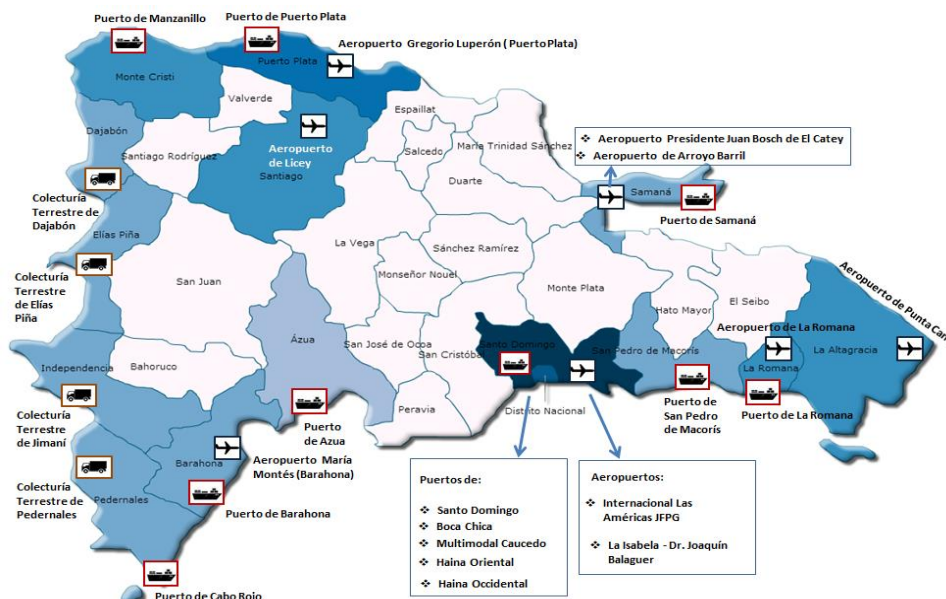 Puerto de Manzanillo
Puerto de Puerto Plata
Aeropuerto Gregorio Luperón ( Puerto Plata)
Puerto Plata
Monte Cristi
Valverde
Espaillat
Dajabón
Aeropuerto
de Licey
Santiago
Santiago Rodríguez
Salcedo
María Trinidad Sánchez
Duarte
❖ Aeropuerto Presidente Juan Bosch de El Catey
❖ Aeropuerto de Arroyo Barril
Samaná
Puerto de Samaná
Colecturía
Terrestre de
Dajabón
Elías Piña
La Vega
Sánchez Ramírez
Colecturía
Terrestre
de Elías
Piña
San Juan
Monseñor Nouel
Monte Plata
Hato Mayor
El Seibo
Aeropuerto de Punta Can
Aeropuerto de La Romana
La Altagracia
Independencia
Bahoruco
Ázua
San José de Ocoa
San Cristóbal
Santo Domingo
San Pedro de Macorís
La Romana
Peravia
Distrito Nacional
Colecturía
Terrestre
de Jimaní
Puerto
de Azua
Puerto de
San Pedro
de Macorís
Puerto de La Romana
Barahona
Aeropuerto María
Montés (Barahona)
Colecturía
Terrestre de
Pedernales
Pedernales
Puerto de Barahona
Puerto de Cabo Rojo
Puertos de:
❖ Santo Domingo
❖ Boca Chica
❖ Multimodal Caucedo
❖ Haina Oriental
❖ Haina Occidental
Aeropuertos:
❖ Internacional Las
Américas JFPG
❖ La Isabela - Dr. Joaquín
Balaguer